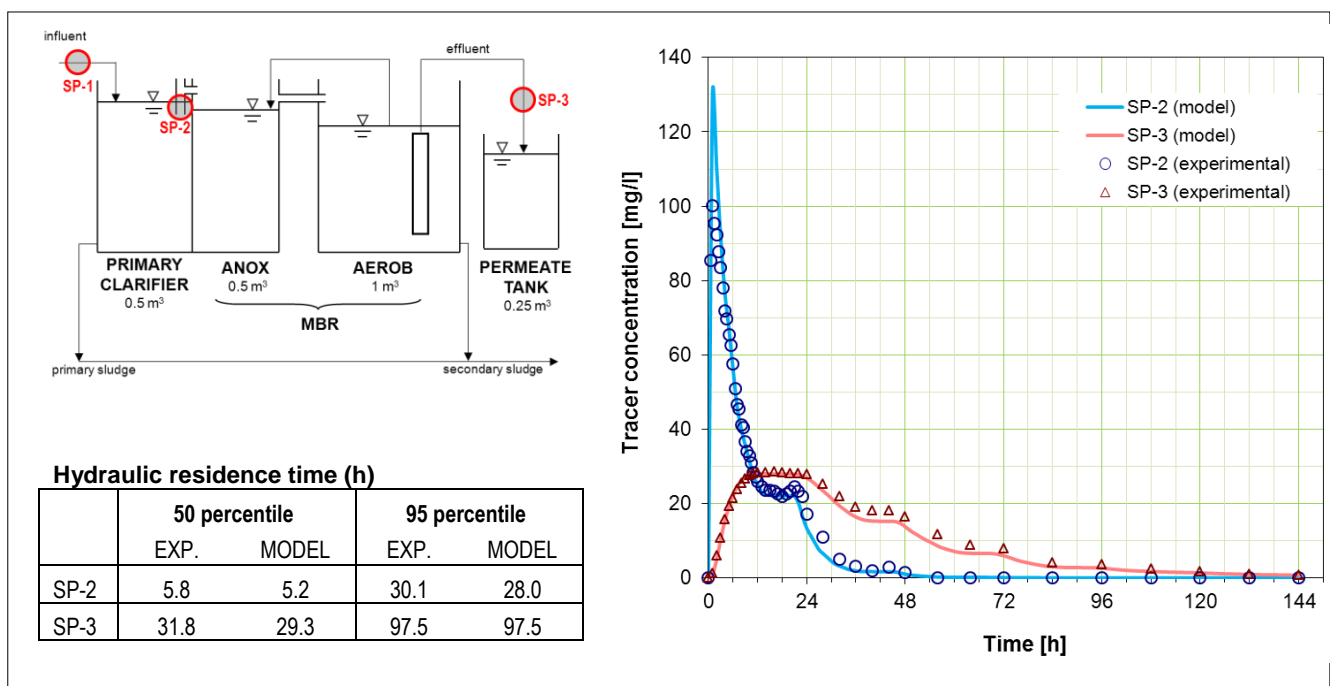 influent
SP-1
effluent
SP-3
SP-2
PRIMARY
CLARIFIER
0.5 m³
ANOX
0.5 m³
AEROB
1 m³
PERMEATE
TANK
0.25 m³
MBR
primary sludge
secondary sludge
Hydraulic residence time (h)
50 percentile 95 percentile
EXP. MODEL EXP. MODEL
SP-2 5.8 5.2 30.1 28.0
SP-3 31.8 29.3 97.5 97.5
Tracer concentration [mg/l]
140
120
100
80
60
40
20
0
SP-2 (model)
SP-3 (model)
SP-2 (experimental)
SP-3 (experimental)
0 24 48 72 96 120 144
Time [h]